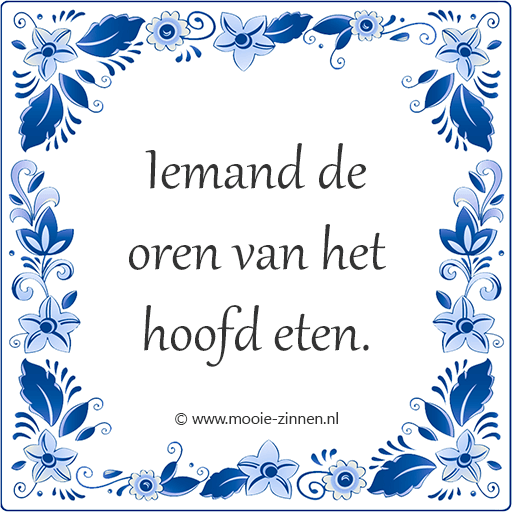 Iemand de
oren van het
hoofd eten.
© www.mooie-zinnen.nl